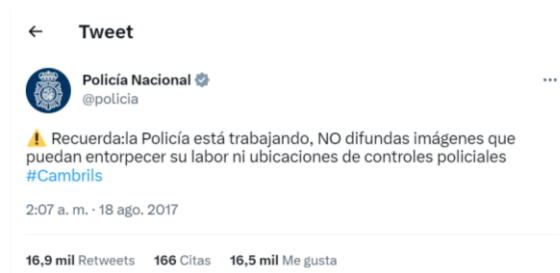 Tweet
Policía Nacional
@policia
⚠️ Recuerda:la Policía está trabajando, NO difundas imágenes que
puedan entorpecer su labor ni ubicaciones de controles policiales
#Cambrils
2:07 a. m. · 18 ago. 2017
16,9 mil Retweets 166 Citas 16,5 mil Me gusta